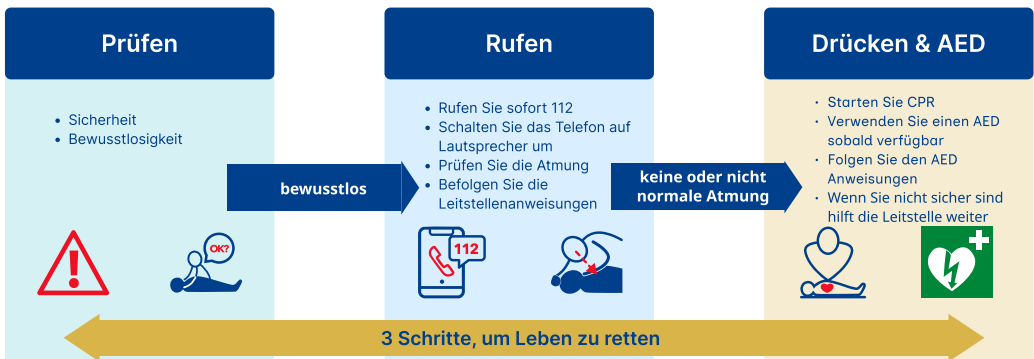 Prüfen
• Sicherheit
• Bewusstlosigkeit
bewusstlos
OK?
Rufen
• Rufen Sie sofort 112
• Schalten Sie das Telefon auf
Lautsprecher um
• Prüfen Sie die Atmung
• Befolgen Sie die
Leitstellenanweisungen
keine oder nicht
normale Atmung
112
Drücken & AED
• Starten Sie CPR
• Verwenden Sie einen AED
sobald verfügbar
• Folgen Sie den AED
Anweisungen
• Wenn Sie nicht sicher sind
hilft die Leitstelle weiter
3 Schritte, um Leben zu retten